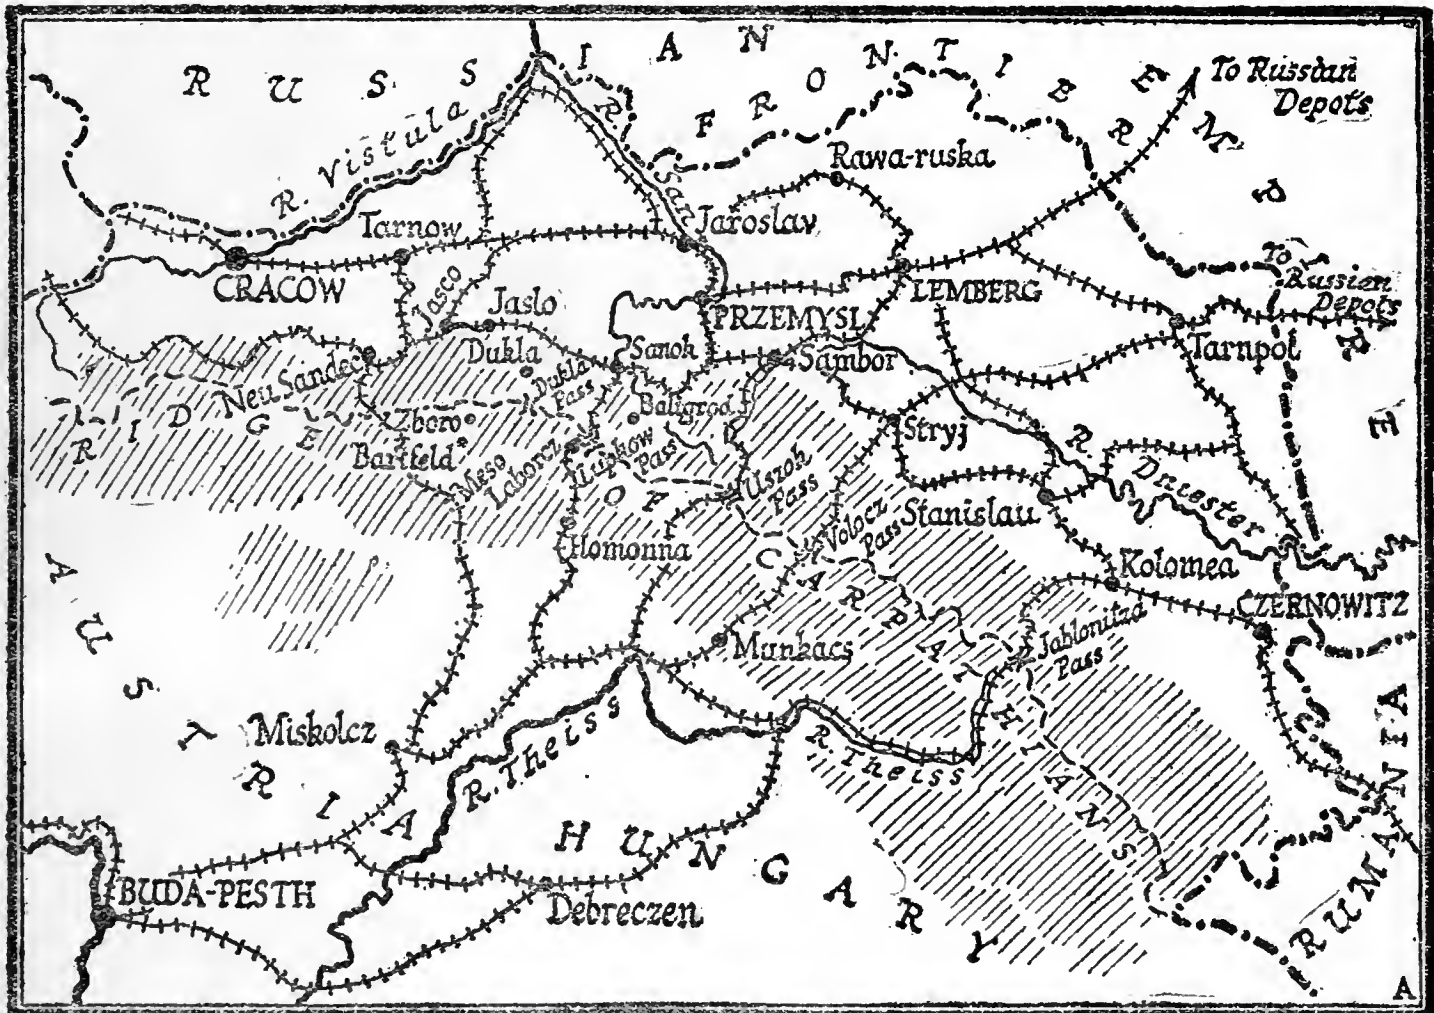 RUSSIAN EMPIRE
FRONTIER
To Russian
Depots
R. Vistula
R. San
Rawa-ruska
Tarnow
Jaroslav
To
Russian
Depots
CRACOW
Jasco
Jaslo
PRZEMYSL
LEMBERG
Tarnpol
Dukla
Sanok
Sambor
Neu Sandec
Dukla
Pass
Baligrod
Zboro
Bartfeld
Stryj
R. Dniester
RIDGE OF CARPATHIANS
Meso
Laborcz
Lupkow
Pass
Uszok
Pass
Volocz
Pass
Stanislau
Homonna
Kolomea
CZERNOWITZ
Jablonitza
Pass
Munkacs
AUSTRIA
Miskolcz
R. Theiss
R. Theiss
HUNGARY
BUDA-PESTH
Debreczen
RUMANIA
A